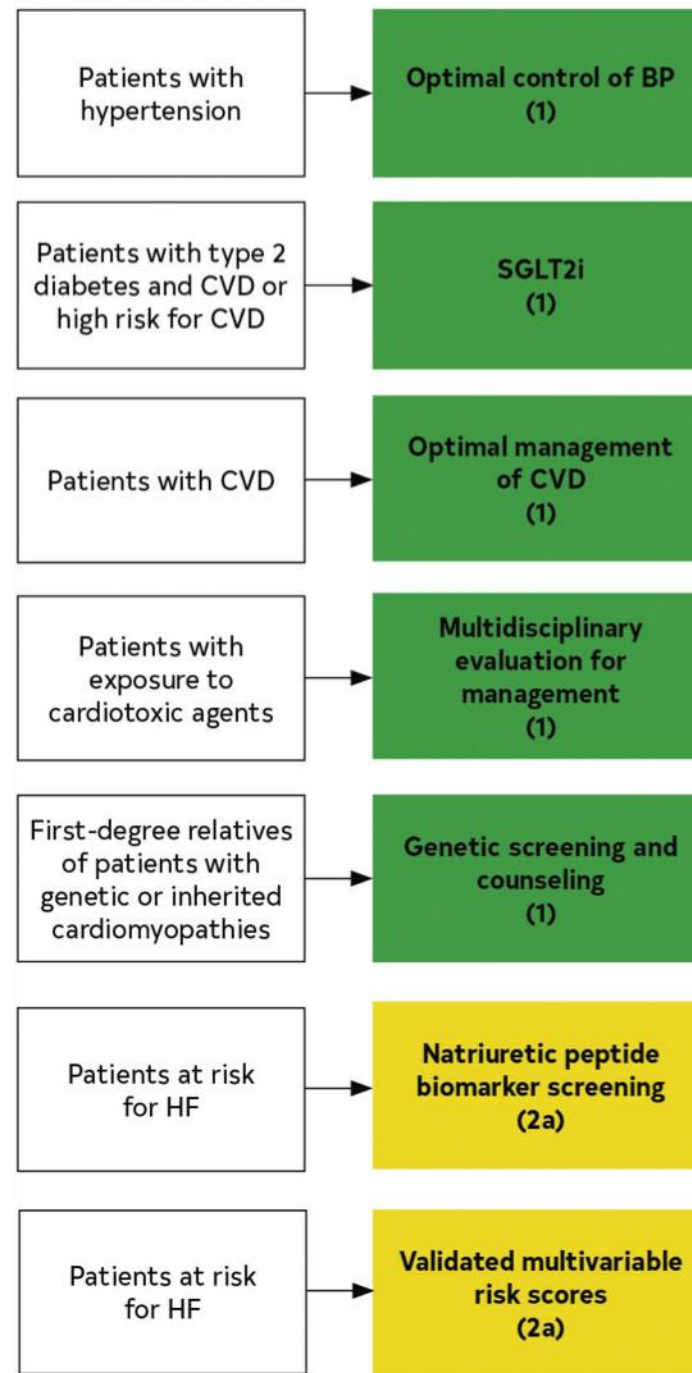 Patients with
hypertension
Optimal control of BP
(1)
Patients with type 2
diabetes and CVD or
high risk for CVD
SGLT2i
(1)
Patients with CVD
Optimal management
of CVD
(1)
Patients with
exposure to
cardiotoxic agents
Multidisciplinary
evaluation for
management
(1)
First-degree relatives
of patients with
genetic or inherited
cardiomyopathies
Genetic screening and
counseling
(1)
Patients at risk
for HF
Natriuretic peptide
biomarker screening
(2a)
Patients at risk
for HF
Validated multivariable
risk scores
(2a)